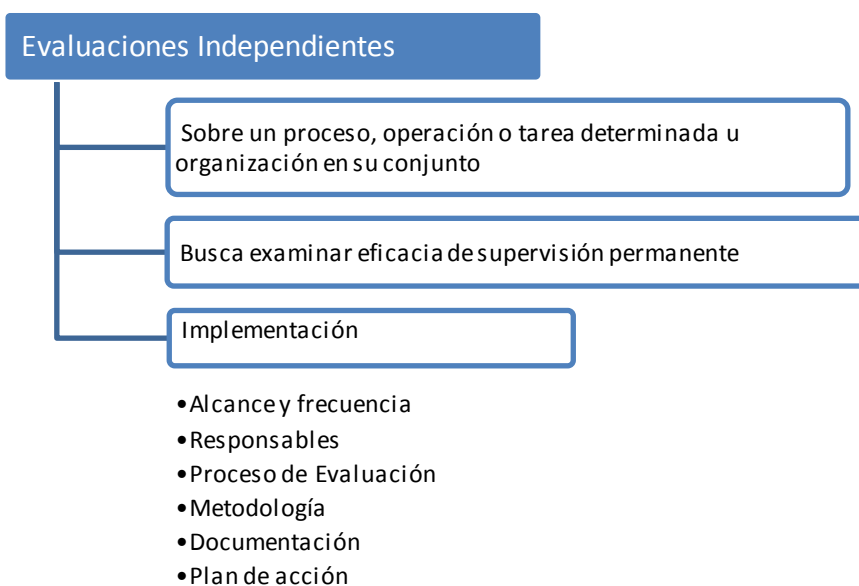 Evaluaciones Independientes
Sobre un proceso, operación o tarea determinada u
organización en su conjunto
Busca examinar eficacia de supervisión permanente
Implementación
•Alcance y frecuencia
•Responsables
•Proceso de Evaluación
•Metodología
•Documentación
•Plan de acción